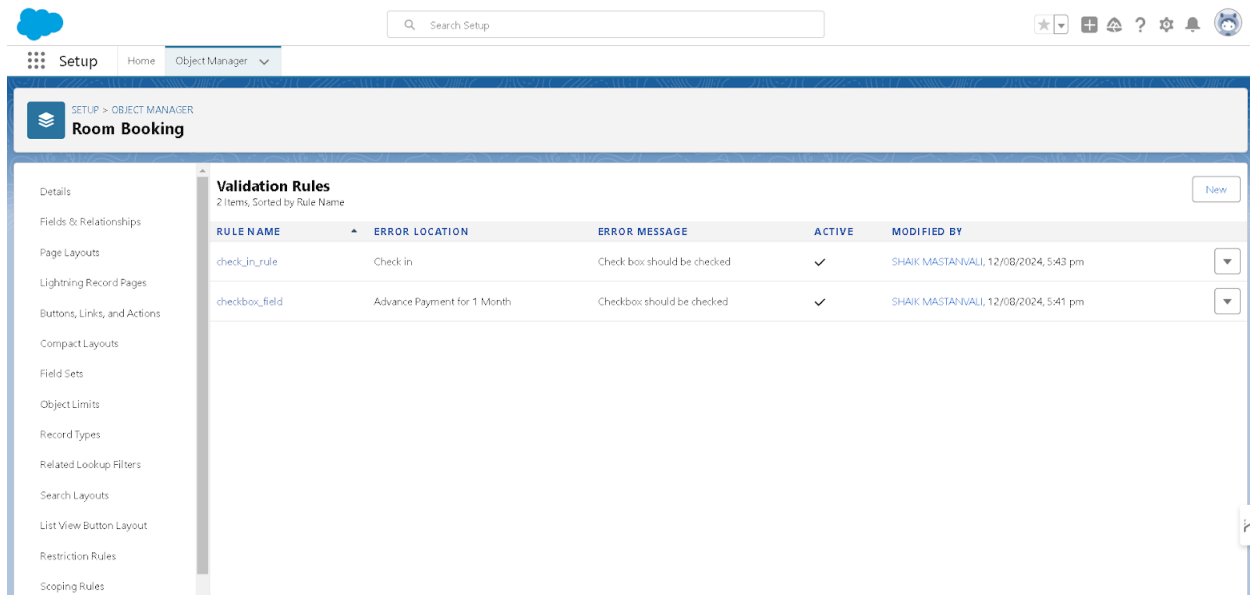 Search Setup
Setup
Home
Object Manager
SETUP > OBJECT MANAGER
Room Booking
Details
Fields & Relationships
Page Layouts
Lightning Record Pages
Buttons, Links, and Actions
Compact Layouts
Field Sets
Object Limits
Record Types
Related Lookup Filters
Search Layouts
List View Button Layout
Restriction Rules
Scoping Rules
Validation Rules
New
2 Items, Sorted by Rule Name
RULE NAME ERROR LOCATION ERROR MESSAGE ACTIVE MODIFIED BY
check_in_rule Check in Check box should be checked SHAIK MASTANVALI, 12/08/2024, 5:43 pm
checkbox_field Advance Payment for 1 Month Checkbox should be checked SHAIK MASTANVALI, 12/08/2024, 5:41 pm